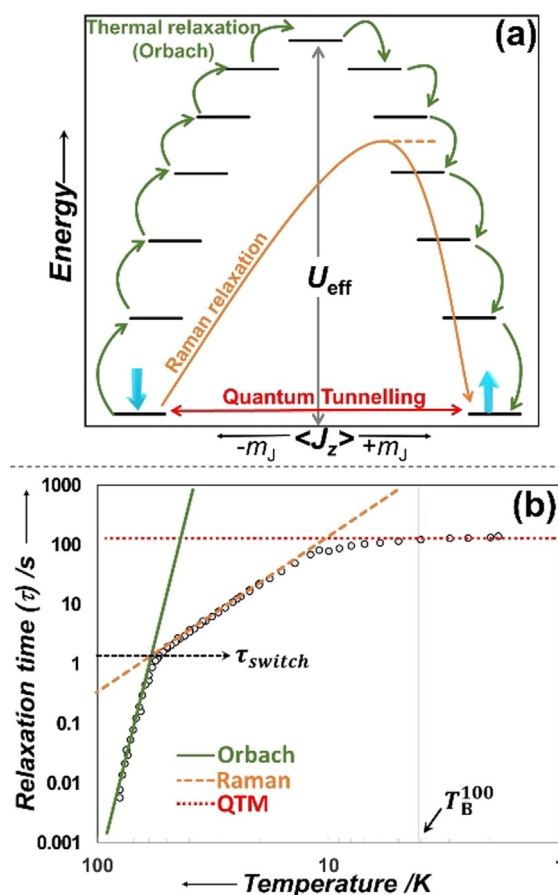 (a)
Thermal relaxation
(Orbach)
Energy
Raman relaxation
U_eff
Quantum Tunnelling
-m_J <J_z> +m_J
(b)
Relaxation time (τ) /s
1000
100
10
1
0.1
0.01
0.001
τ_switch
Orbach
Raman
QTM
T_B^100
100 10 1
Temperature /K